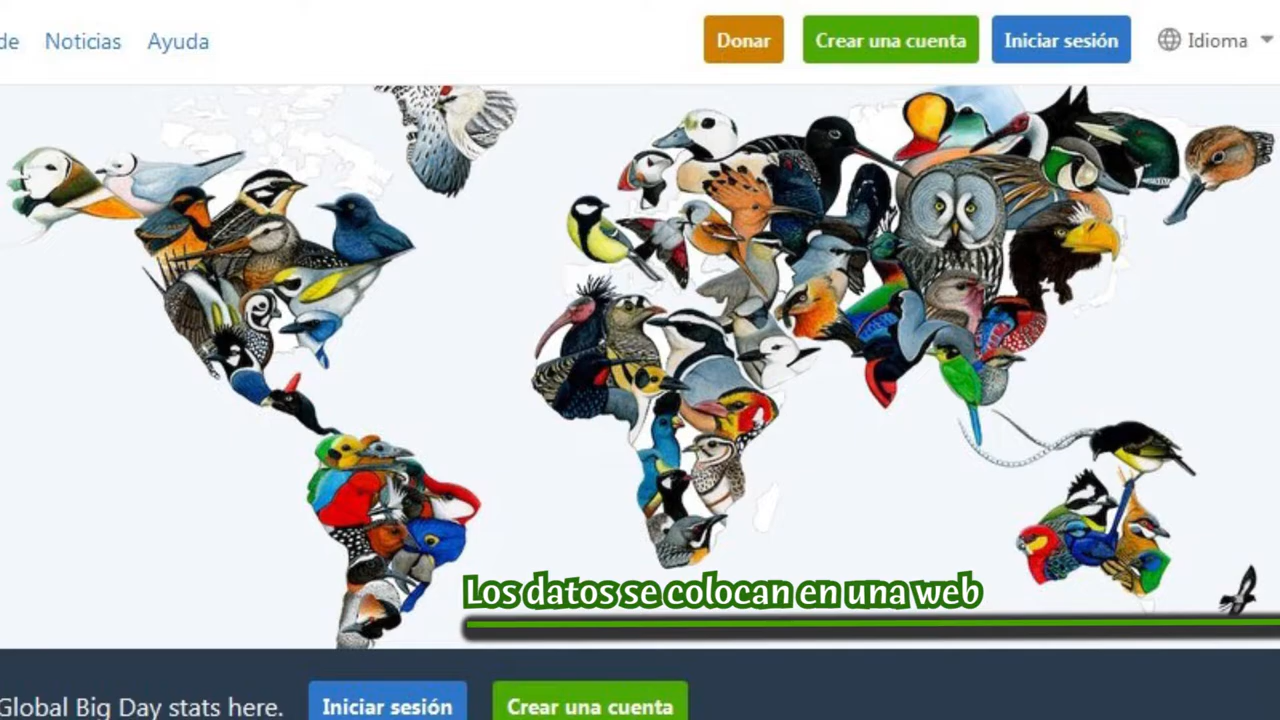 de Noticias Ayuda Donar Crear una cuenta Iniciar sesión Idioma
Los datos se colocan en una web
Global Big Day stats here. Iniciar sesión Crear una cuenta